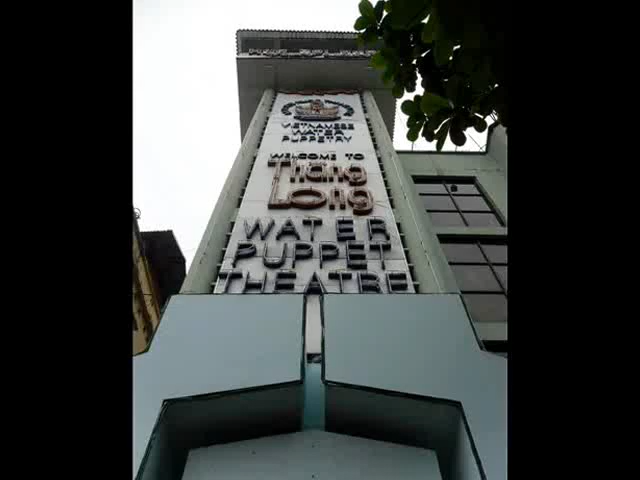 VIETNAMESE
WATER
PUPPETRY
WELCOME TO
Thăng
Long
WATER
PUPPET
THEATRE